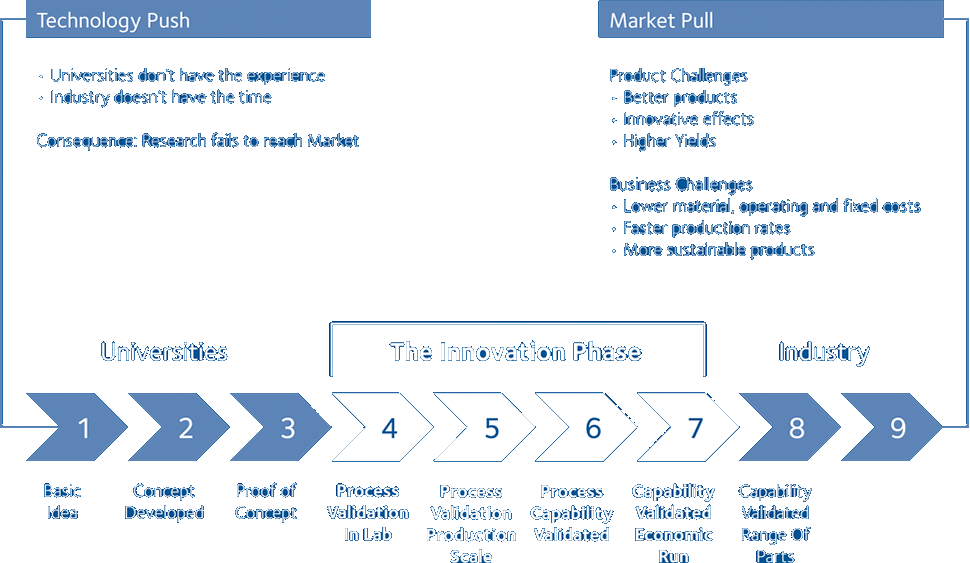 Technology Push
· Universities don't have the experience
· Industry doesn't have the time
Consequence: Research fails to reach Market
Market Pull
Product Challenges
· Better products
· Innovative effects
· Higher Yields
Business Challenges
· Lower material, operating and fixed costs
· Faster production rates
· More sustainable products
Universities
The Innovation Phase
Industry
1
2
3
4
5
6
7
8
9
Basic
Idea
Concept
Developed
Proof of
Concept
Process
Validation
In Lab
Process
Validation
Production
Scale
Process
Capability
Validated
Capability
Validated
Economic
Run
Capability
Validated
Range Of
Parts